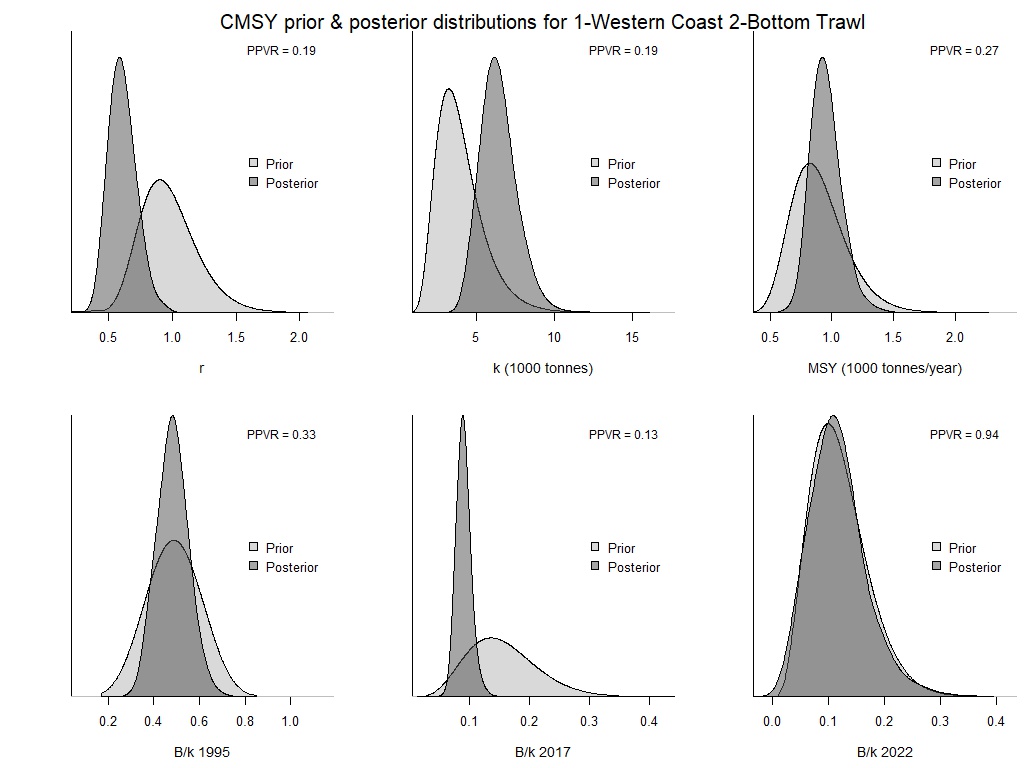 CMSY prior & posterior distributions for 1-Western Coast 2-Bottom Trawl
PPVR = 0.19
Prior
Posterior
0.5 1.0 1.5 2.0
r
PPVR = 0.19
Prior
Posterior
5 10 15
k (1000 tonnes)
PPVR = 0.27
Prior
Posterior
0.5 1.0 1.5 2.0
MSY (1000 tonnes/year)
PPVR = 0.33
Prior
Posterior
0.2 0.4 0.6 0.8 1.0
B/k 1995
PPVR = 0.13
Prior
Posterior
0.1 0.2 0.3 0.4
B/k 2017
PPVR = 0.94
Prior
Posterior
0.0 0.1 0.2 0.3 0.4
B/k 2022